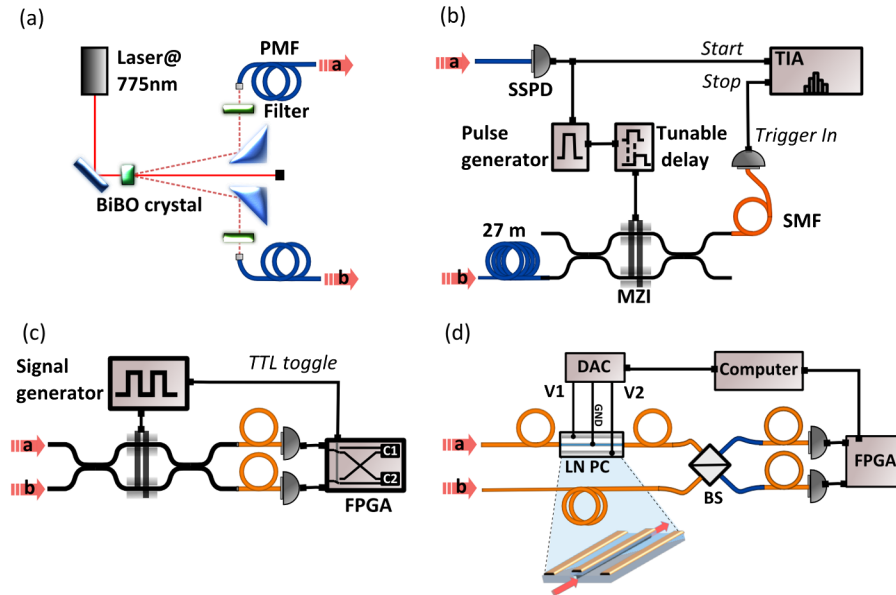 (a)
Laser@
775nm
PMF
a
Filter
BiBO crystal
b
(b)
a
SSPD
Start
Stop
TIA
Pulse
generator
Tunable
delay
Trigger In
27 m
SMF
b
MZI
(c)
Signal
generator
TTL toggle
a
b
C1
C2
FPGA
(d)
DAC
Computer
V1
GND
V2
a
LN PC
FPGA
b
BS